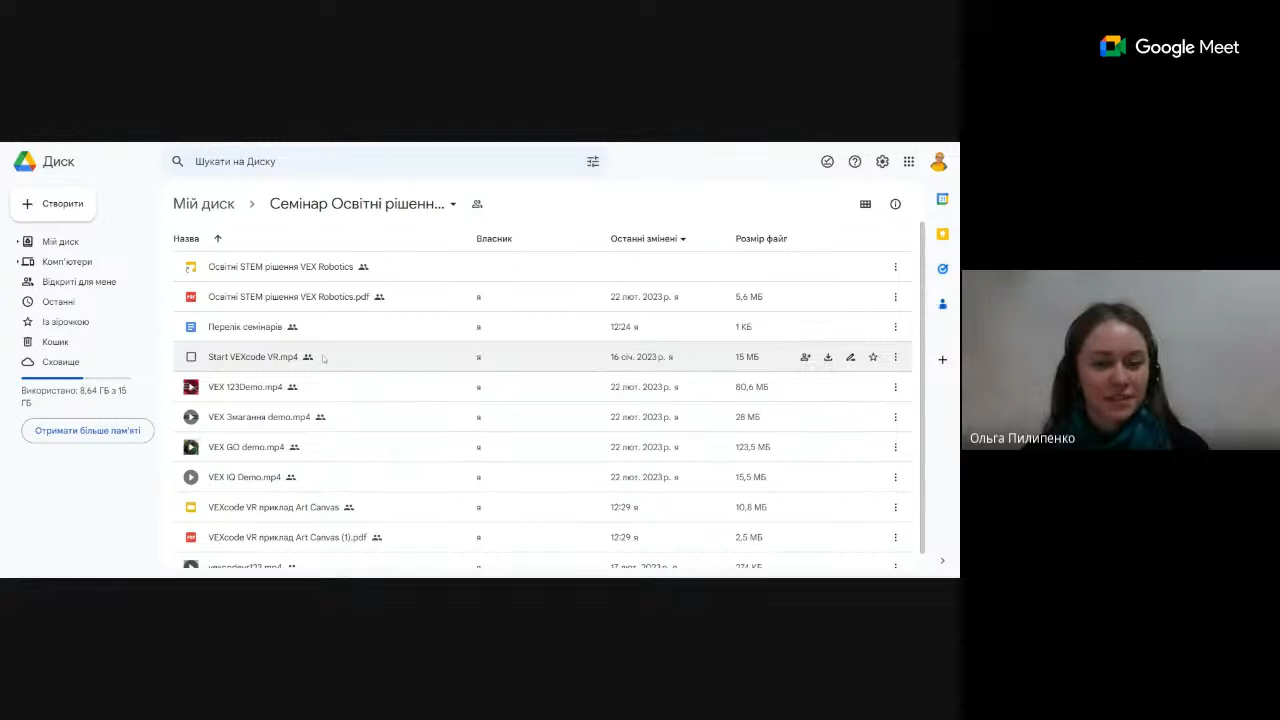 Google Meet
Диск
Шукати на Диску
Створити
Мій диск
Комп'ютери
Відкриті для мене
Останні
Із зірочкою
Кошик
Сховище
Використано: 8,64 ГБ з 15
ГБ
Отримати більше пам'яті
Мій диск > Семінар Освітні рішенн...
Назва Власник Останні змінені Розмір файл
Освітні STEM рішення VEX Robotics
Освітні STEM рішення VEX Robotics.pdf я 22 лют. 2023 р. я 5,6 МБ
Перелік семінарів я 12:24 я 1 КБ
Start VEXcode VR.mp4 я 16 січ. 2023 р. я 15 МБ
VEX 123Demo.mp4 я 22 лют. 2023 р. я 80,6 МБ
VEX Змагання demo.mp4 я 22 лют. 2023 р. я 28 МБ
VEX GO demo.mp4 я 22 лют. 2023 р. я 123,5 МБ
VEX IQ Demo.mp4 я 22 лют. 2023 р. я 15,5 МБ
VEXcode VR приклад Art Canvas я 12:29 я 10,8 МБ
VEXcode VR приклад Art Canvas (1).pdf я 12:29 я 2,5 МБ
vexcodevr123.mp4 я 17 лют. 2023 р. я 274 КБ
Ольга Пилипенко